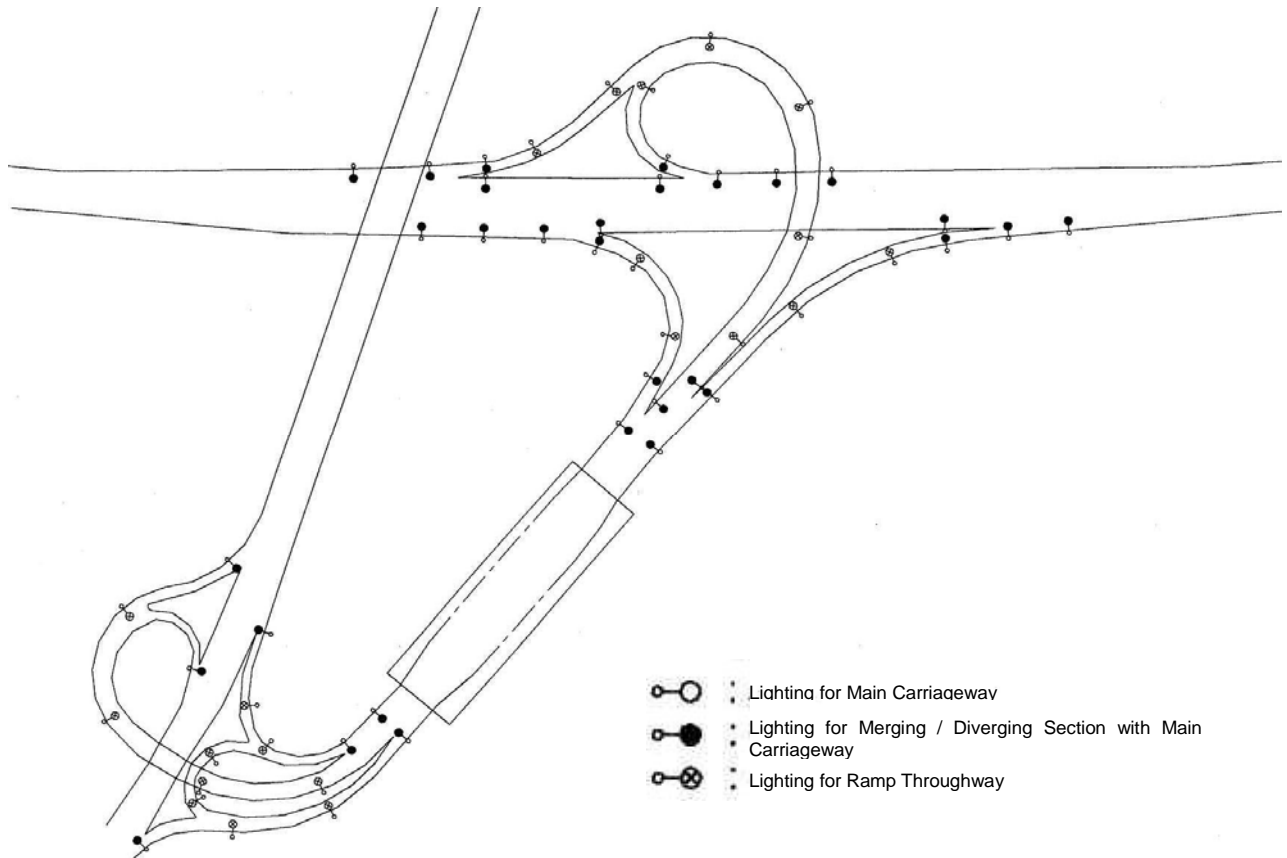 Lighting for Main Carriageway
Lighting for Merging / Diverging Section with Main
Carriageway
Lighting for Ramp Throughway